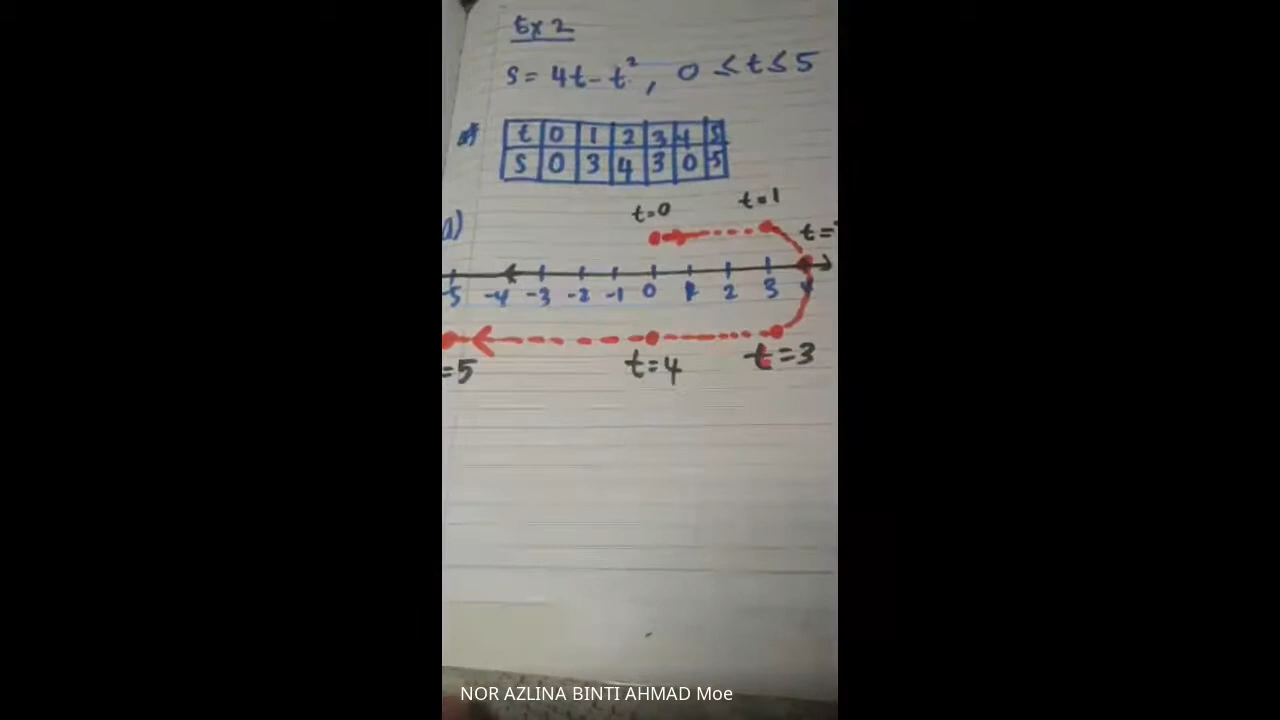 Ex 2
s = 4t - t², 0 ≤ t ≤ 5
t 0 1 2 3 4 5
s 0 3 4 3 0 -5
a)
t=0 t=1
t=
-5 -4 -3 -2 -1 0 1 2 3 4
=5 t=4 t=3
NOR AZLINA BINTI AHMAD Moe